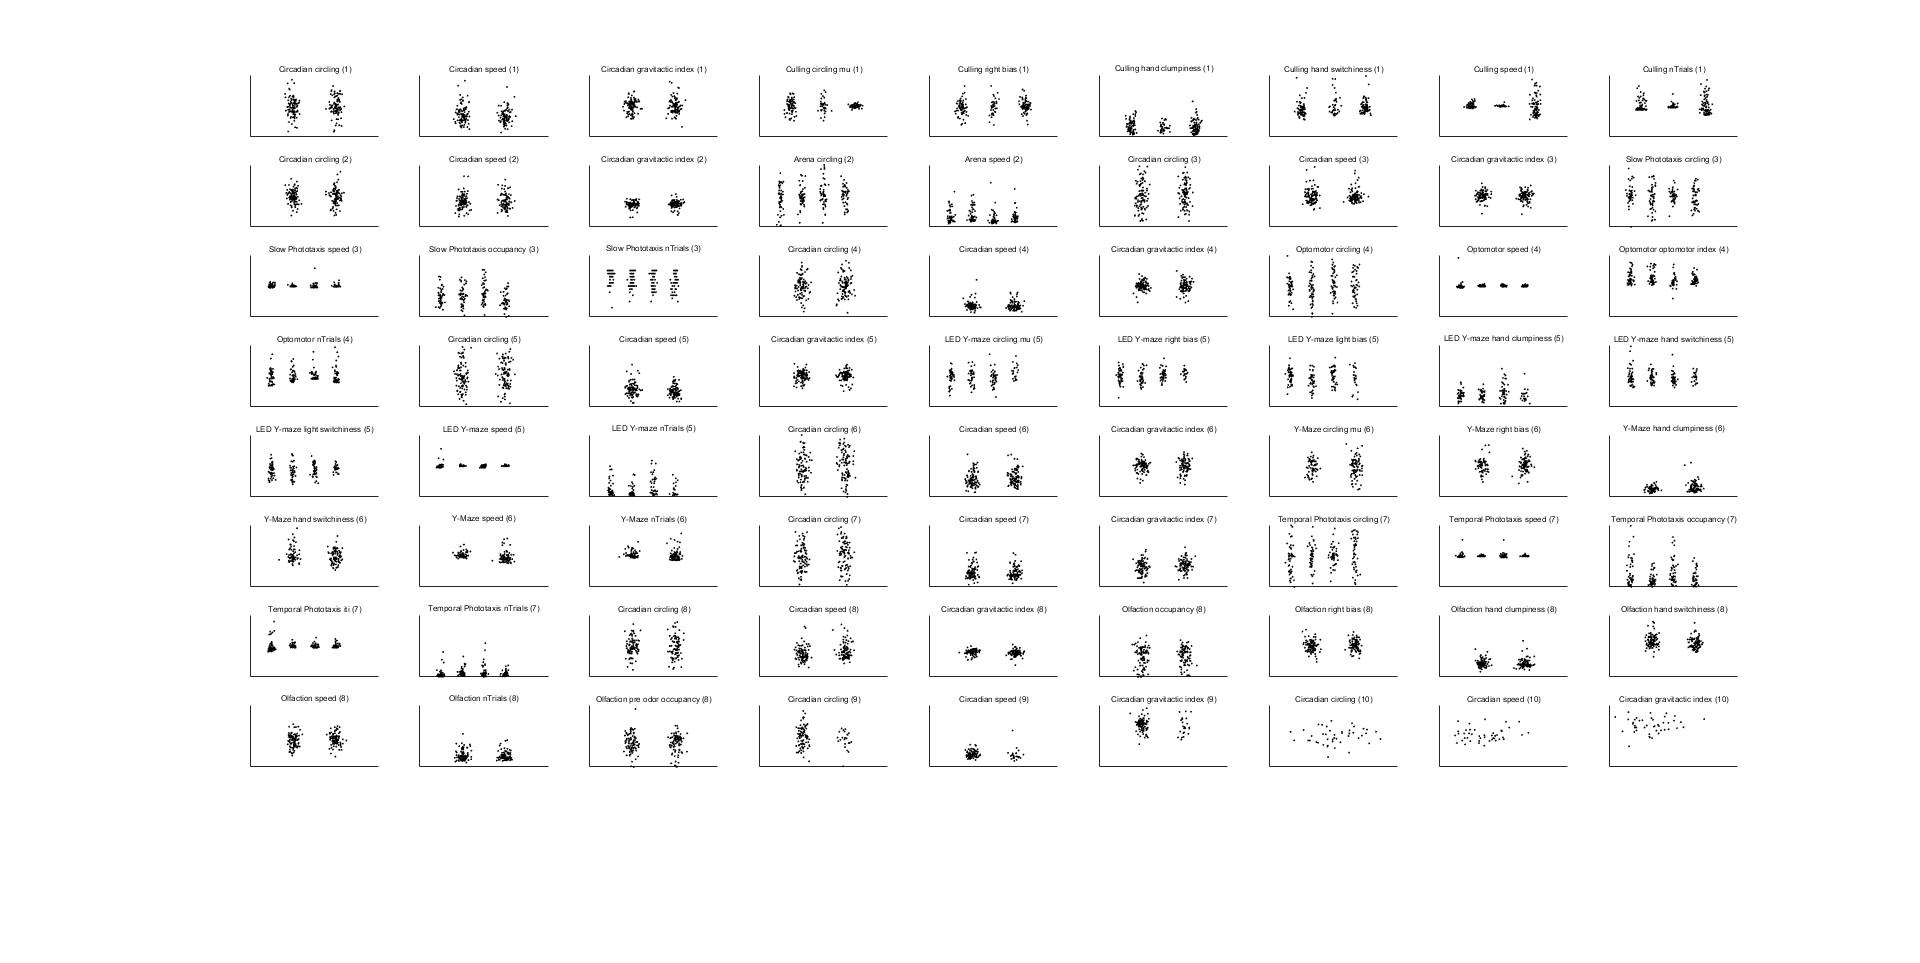 Circadian circling (1)
Circadian speed (1)
Circadian gravitactic index (1)
Culling circling mu (1)
Culling right bias (1)
Culling hand clumpiness (1)
Culling hand switchiness (1)
Culling speed (1)
Culling nTrials (1)
Circadian circling (2)
Circadian speed (2)
Circadian gravitactic index (2)
Arena circling (2)
Arena speed (2)
Circadian circling (3)
Circadian speed (3)
Circadian gravitactic index (3)
Slow Phototaxis circling (3)
Slow Phototaxis speed (3)
Slow Phototaxis occupancy (3)
Slow Phototaxis nTrials (3)
Circadian circling (4)
Circadian speed (4)
Circadian gravitactic index (4)
Optomotor circling (4)
Optomotor speed (4)
Optomotor optomotor index (4)
Optomotor nTrials (4)
Circadian circling (5)
Circadian speed (5)
Circadian gravitactic index (5)
LED Y-maze circling mu (5)
LED Y-maze right bias (5)
LED Y-maze light bias (5)
LED Y-maze hand clumpiness (5)
LED Y-maze hand switchiness (5)
LED Y-maze light switchiness (5)
LED Y-maze speed (5)
LED Y-maze nTrials (5)
Circadian circling (6)
Circadian speed (6)
Circadian gravitactic index (6)
Y-Maze circling mu (6)
Y-Maze right bias (6)
Y-Maze hand clumpiness (6)
Y-Maze hand switchiness (6)
Y-Maze speed (6)
Y-Maze nTrials (6)
Circadian circling (7)
Circadian speed (7)
Circadian gravitactic index (7)
Temporal Phototaxis circling (7)
Temporal Phototaxis speed (7)
Temporal Phototaxis occupancy (7)
Temporal Phototaxis iti (7)
Temporal Phototaxis nTrials (7)
Circadian circling (8)
Circadian speed (8)
Circadian gravitactic index (8)
Olfaction occupancy (8)
Olfaction right bias (8)
Olfaction hand clumpiness (8)
Olfaction hand switchiness (8)
Olfaction speed (8)
Olfaction nTrials (8)
Olfaction pre odor occupancy (8)
Circadian circling (9)
Circadian speed (9)
Circadian gravitactic index (9)
Circadian circling (10)
Circadian speed (10)
Circadian gravitactic index (10)